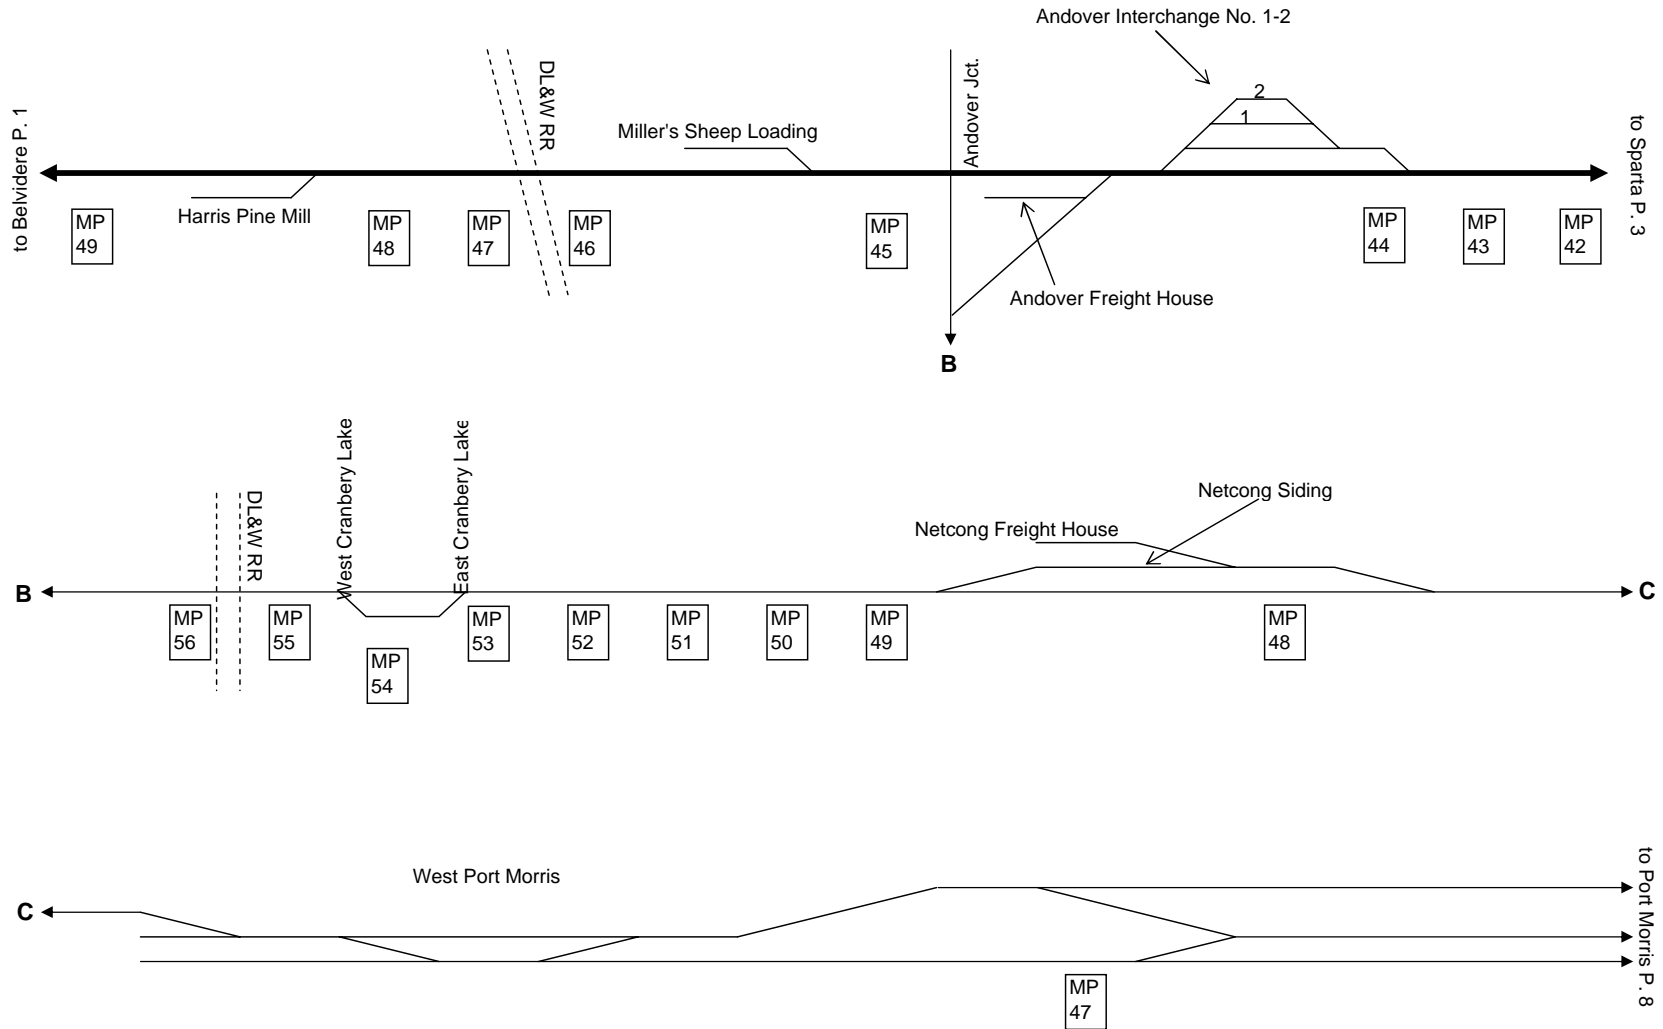 Andover Interchange No. 1-2
to Belvidere P. 1
DL&W RR
Miller's Sheep Loading
Andover Jct.
2
1
to Sparta P. 3
Harris Pine Mill
MP
49
MP
48
MP
47
MP
46
MP
45
MP
44
MP
43
MP
42
Andover Freight House
B
West Cranbery Lake
East Cranbery Lake
DL&W RR
Netcong Siding
Netcong Freight House
B
C
MP
56
MP
55
MP
54
MP
53
MP
52
MP
51
MP
50
MP
49
MP
48
West Port Morris
C
to Port Morris P. 8
MP
47